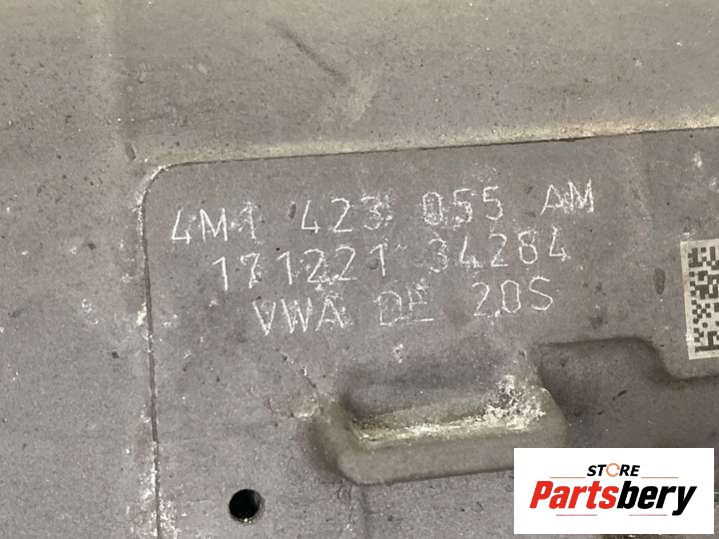 4M1 423 055 AM
171221 34284
VWA DE 20S
STORE
Partsbery